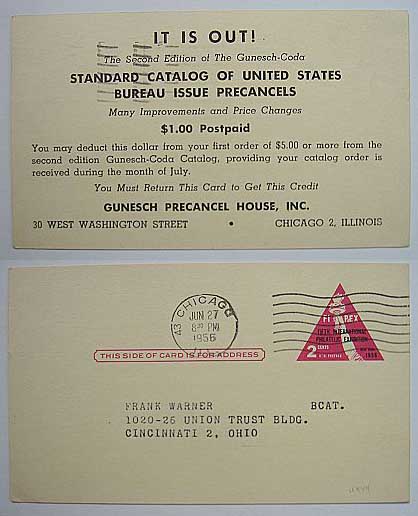 IT IS OUT!
The Second Edition of The Gunesch-Coda
STANDARD CATALOG OF UNITED STATES
BUREAU ISSUE PRECANCELS
Many Improvements and Price Changes
$1.00 Postpaid
You may deduct this dollar from your first order of $5.00 or more from the
second edition Gunesch-Coda Catalog, providing your catalog order is
received during the month of July.
You Must Return This Card to Get This Credit
GUNESCH PRECANCEL HOUSE, INC.
30 WEST WASHINGTON STREET • CHICAGO 2, ILLINOIS
CHICAGO
JUN 27
8 30 PM
1956
FIPEX
FIFTH INTERNATIONAL
PHILATELIC EXHIBITION
1956
2 CENTS
U.S. POSTAGE
THIS SIDE OF CARD IS FOR ADDRESS
FRANK WARNER BCAT.
1020-26 UNION TRUST BLDG.
CINCINNATI 2, OHIO